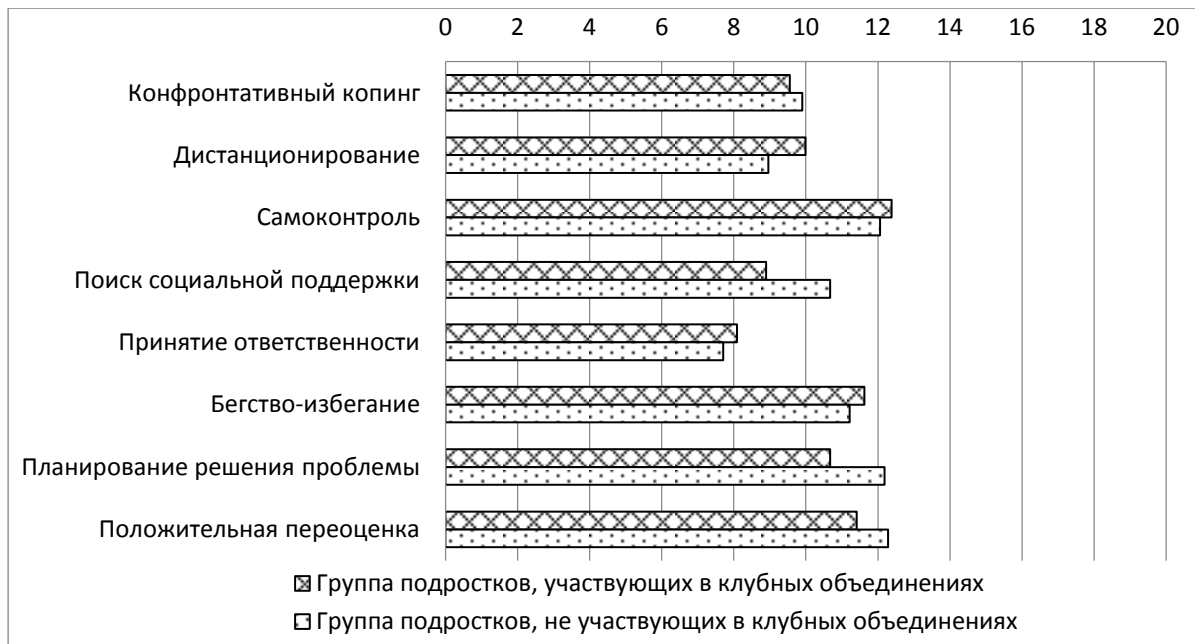 0 2 4 6 8 10 12 14 16 18 20
Конфронтативный копинг
Дистанционирование
Самоконтроль
Поиск социальной поддержки
Принятие ответственности
Бегство-избегание
Планирование решения проблемы
Положительная переоценка
Группа подростков, участвующих в клубных объединениях
Группа подростков, не участвующих в клубных объединениях